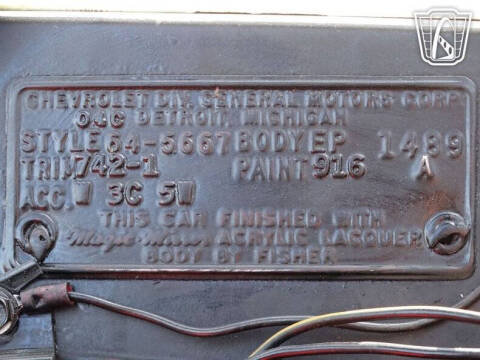 CHEVROLET DIV. GENERAL MOTORS CORP.
04C DETROIT, MICHIGAN
STYLE 64-5667 BODY EP 1489
TRIM 742-1 PAINT 916 A
ACC. W 3C 5W
THIS CAR FINISHED WITH
Magic-Mirror ACRYLIC LACQUER
BODY BY FISHER